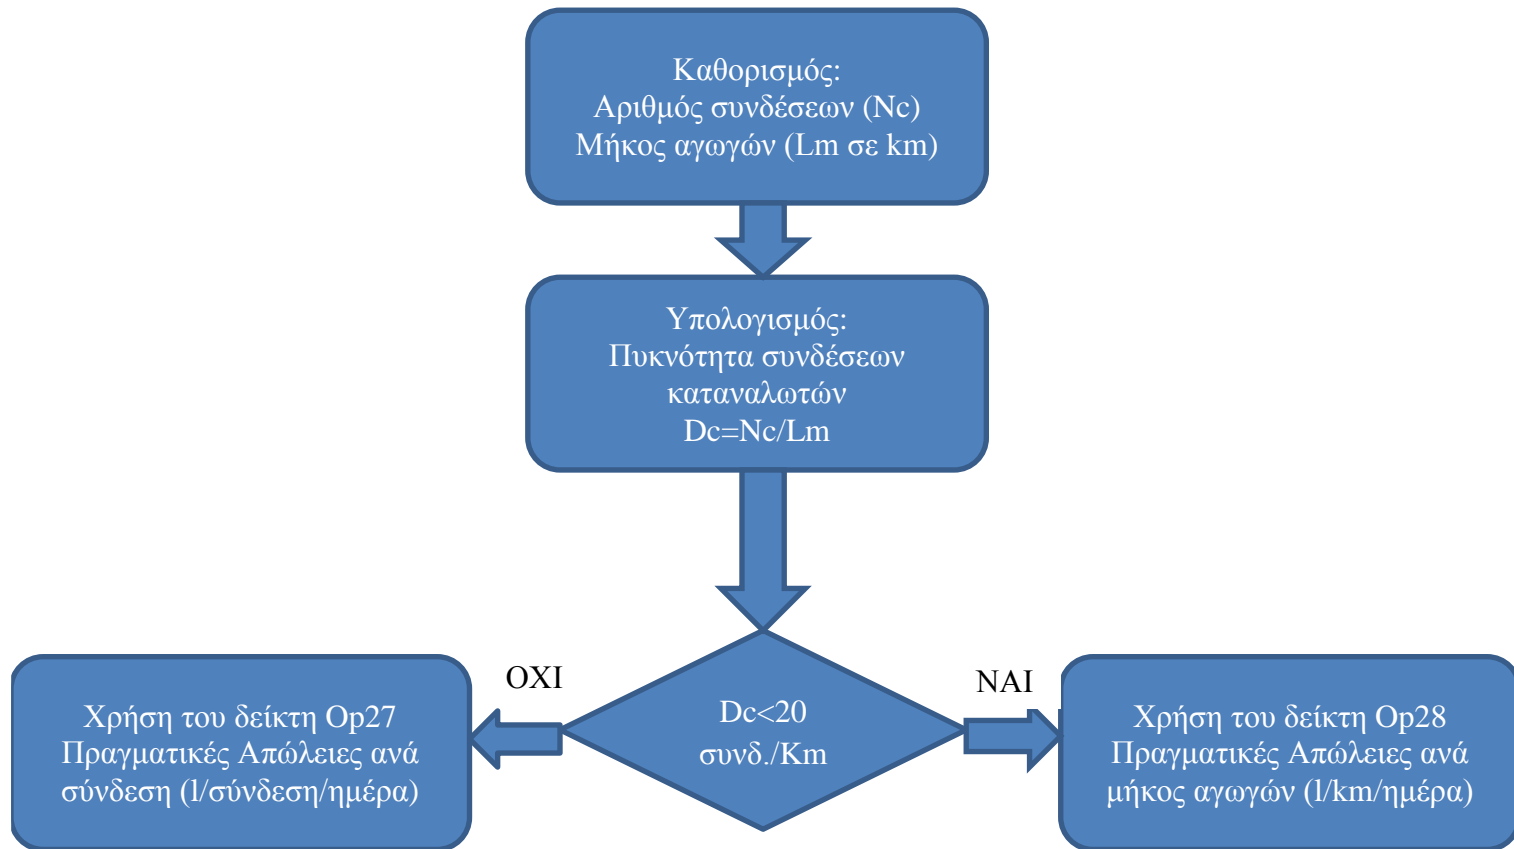 Καθορισμός:
Αριθμός συνδέσεων (Nc)
Μήκος αγωγών (Lm σε km)
Υπολογισμός:
Πυκνότητα συνδέσεων
καταναλωτών
Dc=Nc/Lm
ΟΧΙ
ΝΑΙ
Dc<20
συνδ./Km
Χρήση του δείκτη Op27
Πραγματικές Απώλειες ανά
σύνδεση (l/σύνδεση/ημέρα)
Χρήση του δείκτη Op28
Πραγματικές Απώλειες ανά
μήκος αγωγών (l/km/ημέρα)